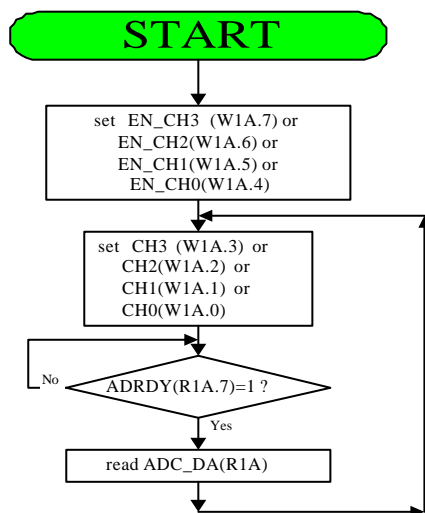 START
set EN_CH3 (W1A.7) or
EN_CH2(W1A.6) or
EN_CH1(W1A.5) or
EN_CH0(W1A.4)
set CH3 (W1A.3) or
CH2(W1A.2) or
CH1(W1A.1) or
CH0(W1A.0)
No
ADRDY(R1A.7)=1 ?
Yes
read ADC_DA(R1A)